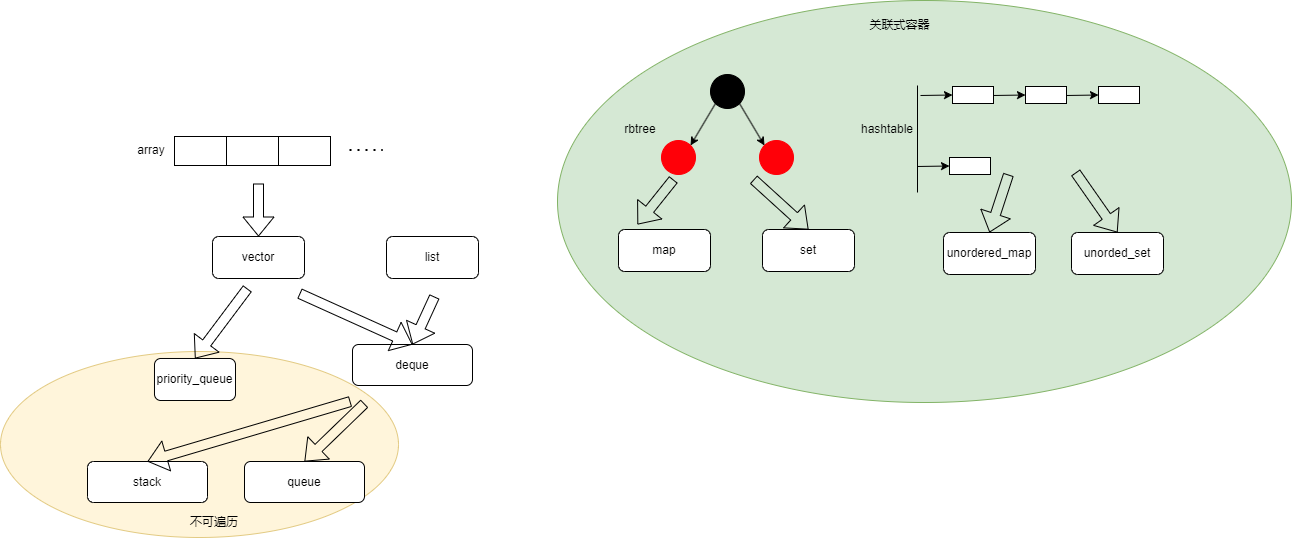 关联式容器
rbtree
hashtable
array
.....
vector
list
map
set
unordered_map
unorded_set
priority_queue
deque
stack
queue
不可遍历